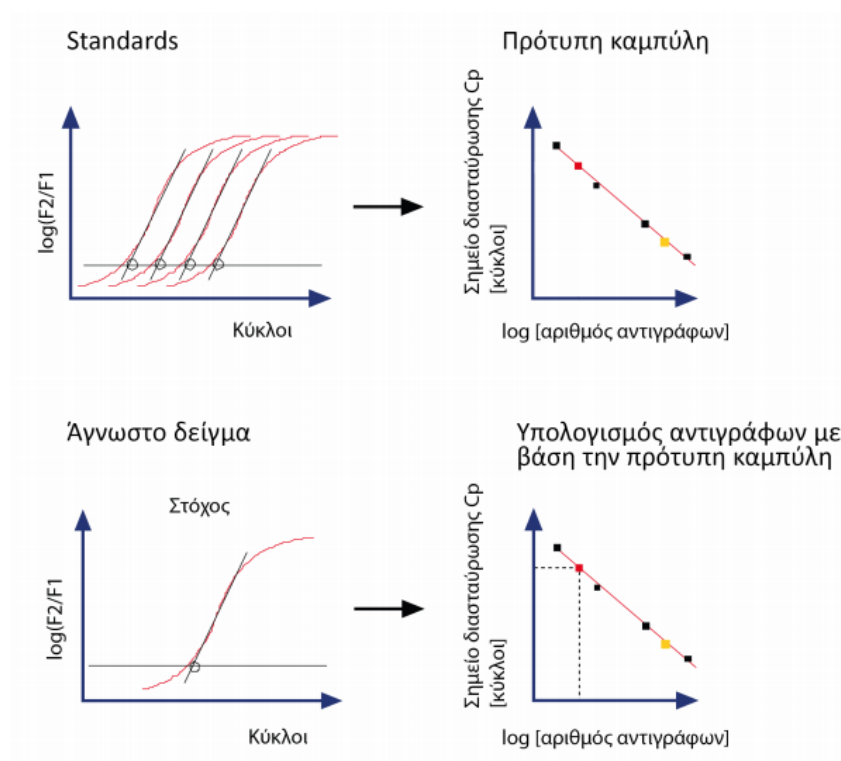 Standards
Πρότυπη καμπύλη
log(F2/F1
Κύκλοι
Σημείο διασταύρωσης Cp
[κύκλοι]
log [αριθμός αντιγράφων]
Άγνωστο δείγμα
Υπολογισμός αντιγράφων με
βάση την πρότυπη καμπύλη
Στόχος
log(F2/F1
Κύκλοι
Σημείο διασταύρωσης Cp
[κύκλοι]
log [αριθμός αντιγράφων]